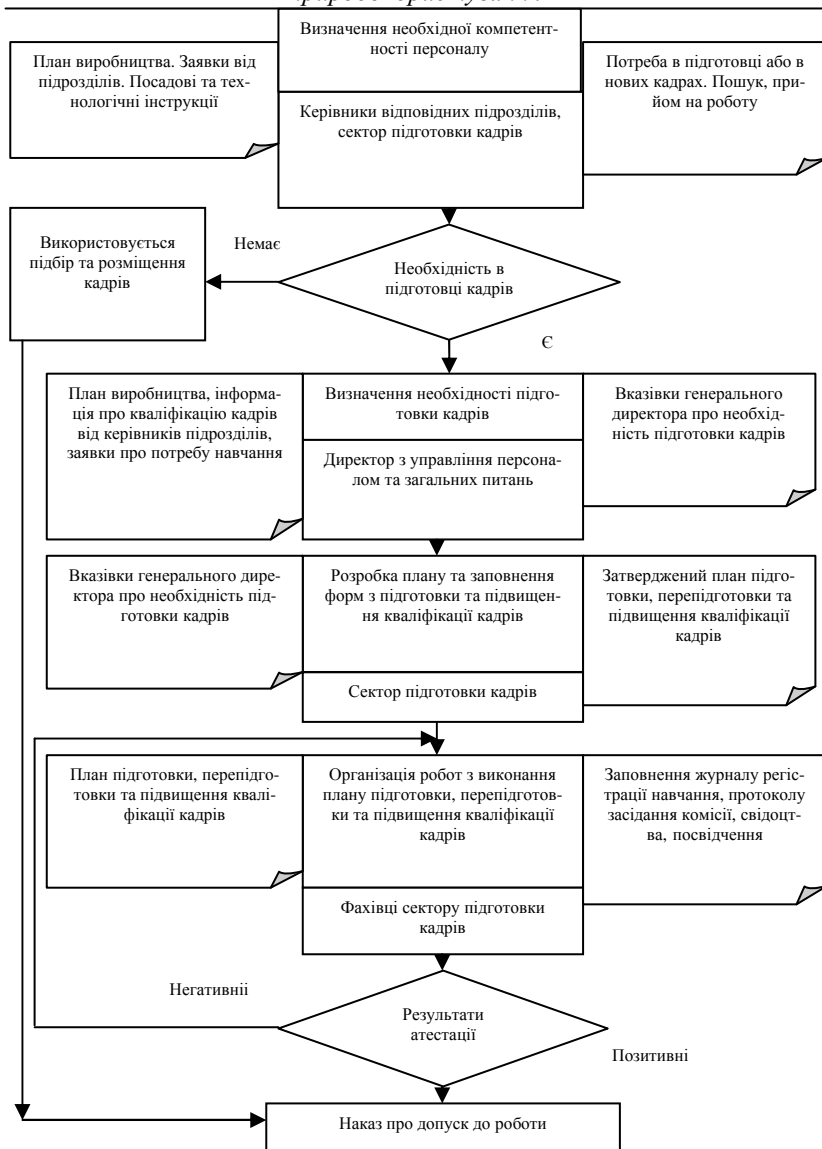 Визначення необхідної компетент-
ності персоналу
План виробництва. Заявки від
підрозділів. Посадові та тех-
нологічні інструкції
Потреба в підготовці або в
нових кадрах. Пошук, при-
йом на роботу
Керівники відповідних підрозділів,
сектор підготовки кадрів
Використовується
підбір та розміщення
кадрів
Немає
Необхідність в
підготовці кадрів
Є
План виробництва, інформа-
ція про кваліфікацію кадрів
від керівників підрозділів,
заявки про потребу навчання
Визначення необхідності підго-
товки кадрів
Вказівки генерального
директора про необхід-
ність підготовки кадрів
Директор з управління персона-
лом та загальних питань
Вказівки генерального дире-
ктора про необхідність під-
готовки кадрів
Розробка плану та заповнення
форм з підготовки та підвищен-
ня кваліфікації кадрів
Затверджений план підго-
товки, перепідготовки та
підвищення кваліфікації
кадрів
Сектор підготовки кадрів
План підготовки, перепідго-
товки та підвищення квалі-
фікації кадрів
Організація робот з виконання
плану підготовки, перепідготов-
ки та підвищення кваліфікації
кадрів
Заповнення журналу регіс-
трації навчання, протоколу
засідання комісії, свідоцт-
ва, посвідчення
Фахівці сектору підготовки
кадрів
Негативніі
Результати
атестації
Позитивні
Наказ про допуск до роботи